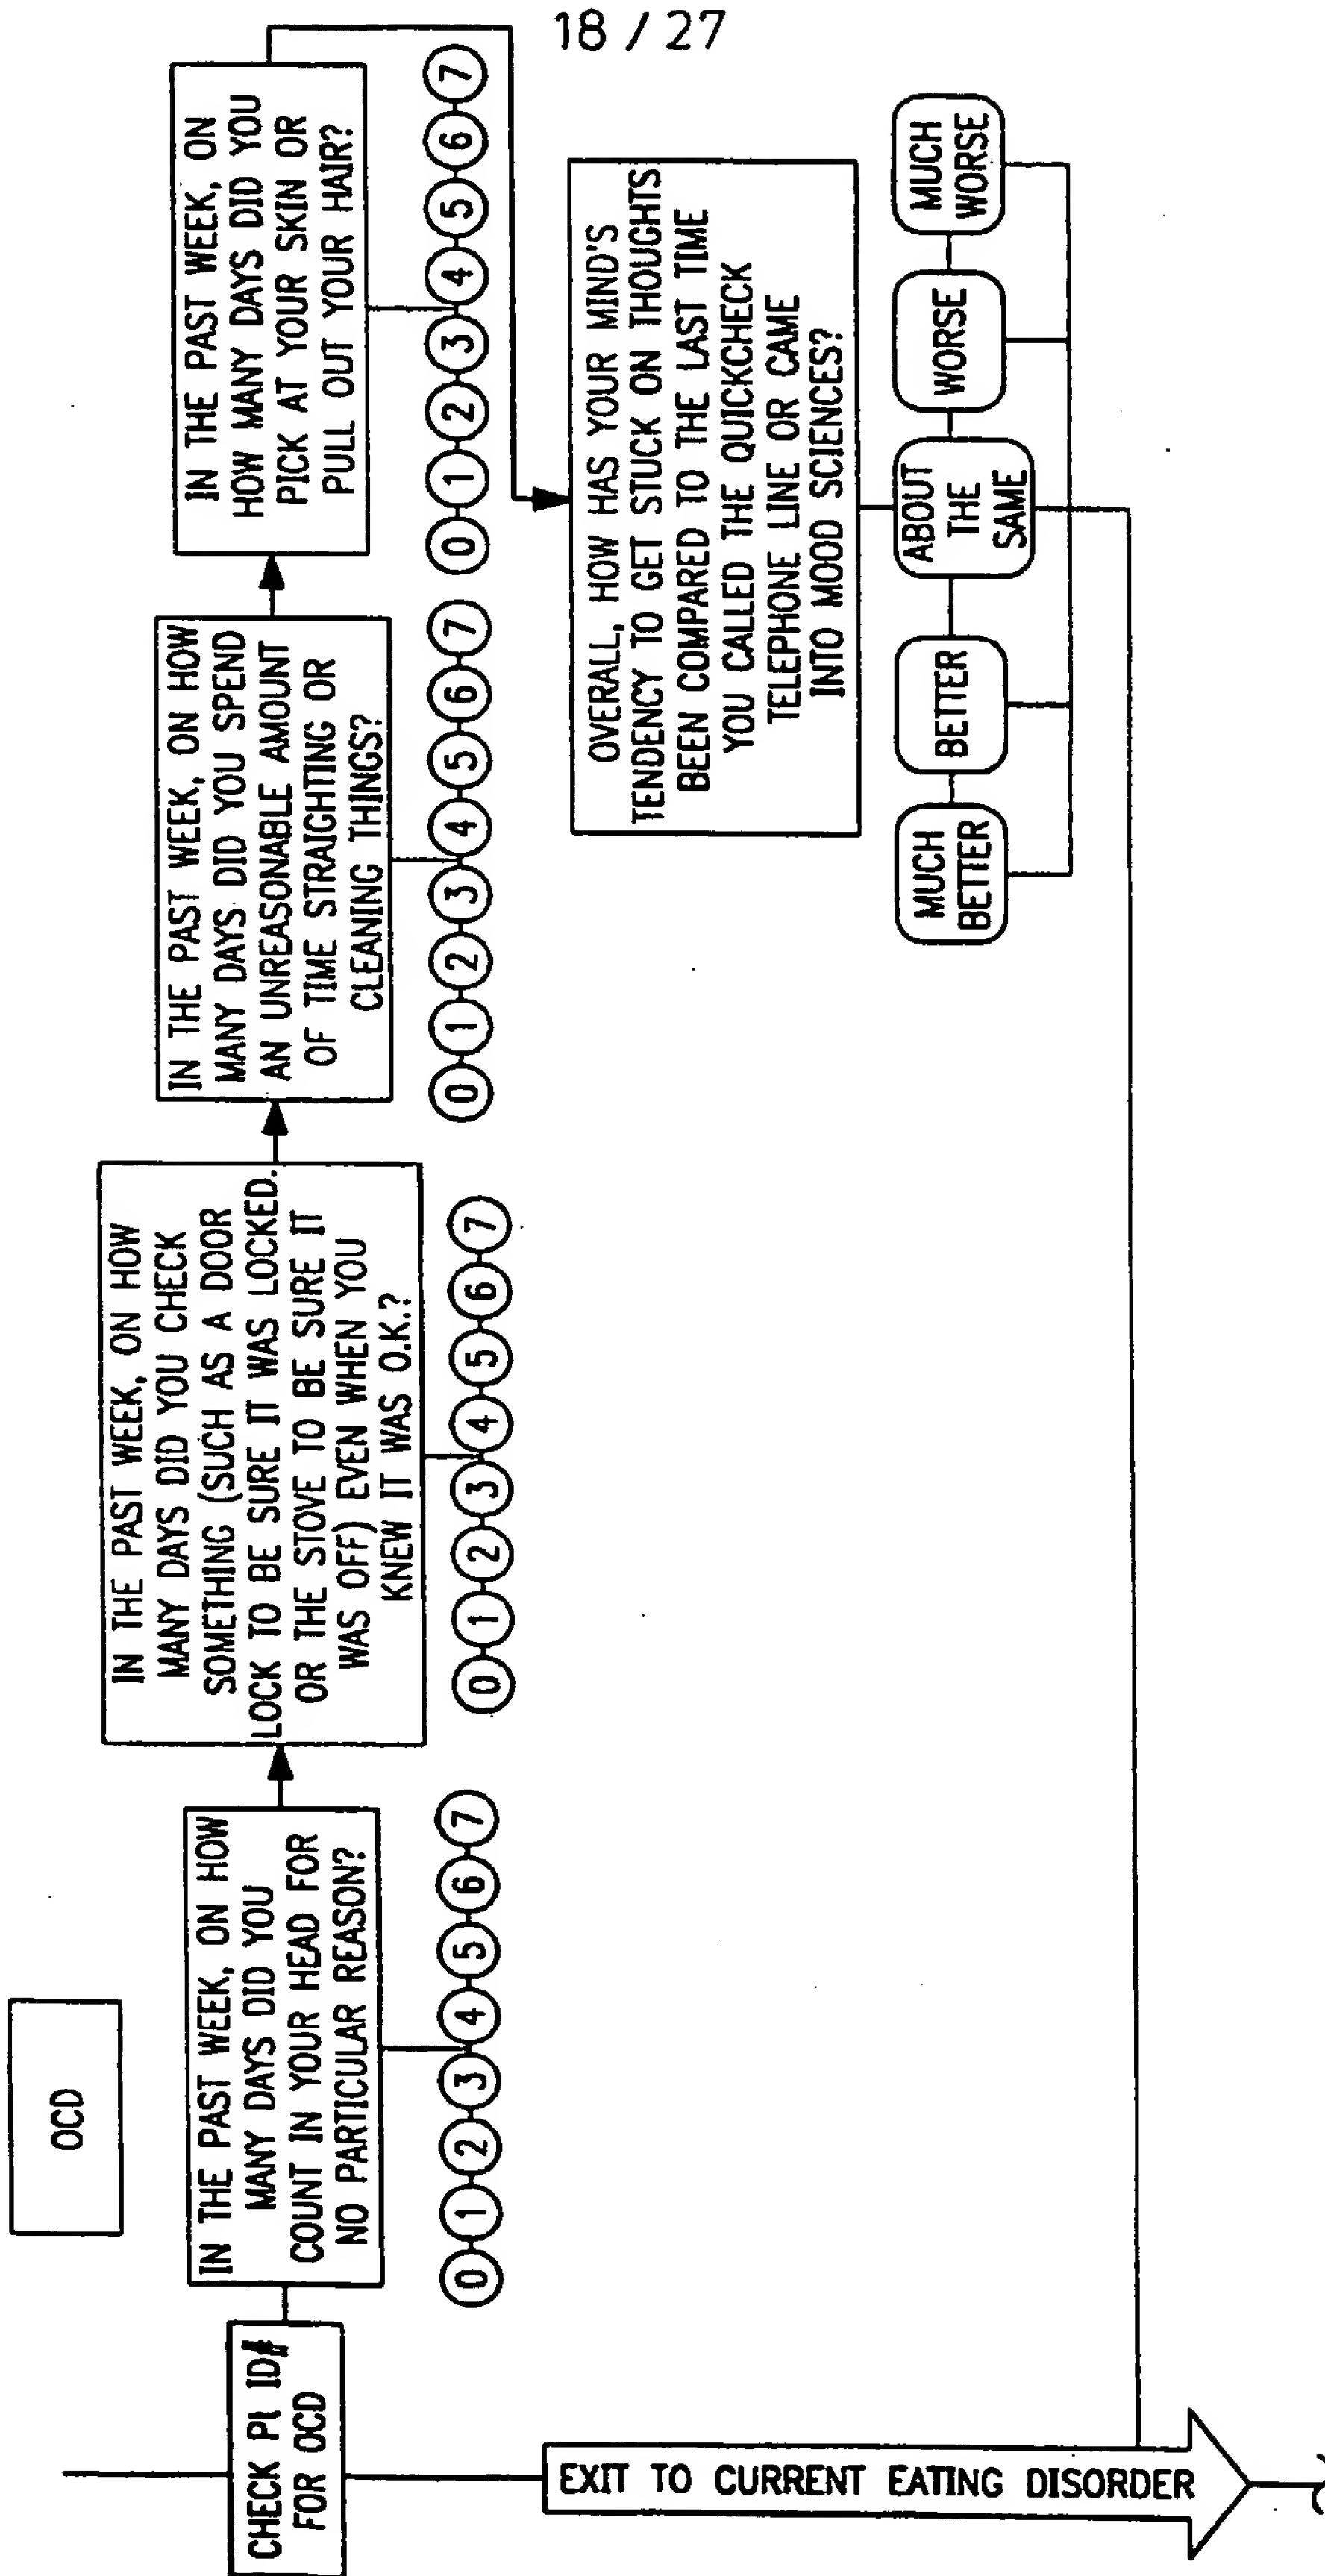 18 / 27
OCD
CHECK Pt ID#
FOR OCD
IN THE PAST WEEK, ON HOW
MANY DAYS DID YOU
COUNT IN YOUR HEAD FOR
NO PARTICULAR REASON?
0 1 2 3 4 5 6 7
IN THE PAST WEEK, ON HOW
MANY DAYS DID YOU CHECK
SOMETHING (SUCH AS A DOOR
LOCK TO BE SURE IT WAS LOCKED.
OR THE STOVE TO BE SURE IT
WAS OFF) EVEN WHEN YOU
KNEW IT WAS O.K.?
0 1 2 3 4 5 6 7
IN THE PAST WEEK, ON HOW
MANY DAYS DID YOU SPEND
AN UNREASONABLE AMOUNT
OF TIME STRAIGHTING OR
CLEANING THINGS?
0 1 2 3 4 5 6 7
IN THE PAST WEEK, ON
HOW MANY DAYS DID YOU
PICK AT YOUR SKIN OR
PULL OUT YOUR HAIR?
0 1 2 3 4 5 6 7
OVERALL, HOW HAS YOUR MIND'S
TENDENCY TO GET STUCK ON THOUGHTS
BEEN COMPARED TO THE LAST TIME
YOU CALLED THE QUICKCHECK
TELEPHONE LINE OR CAME
INTO MOOD SCIENCES?
MUCH
BETTER
BETTER
ABOUT
THE
SAME
WORSE
MUCH
WORSE
EXIT TO CURRENT EATING DISORDER